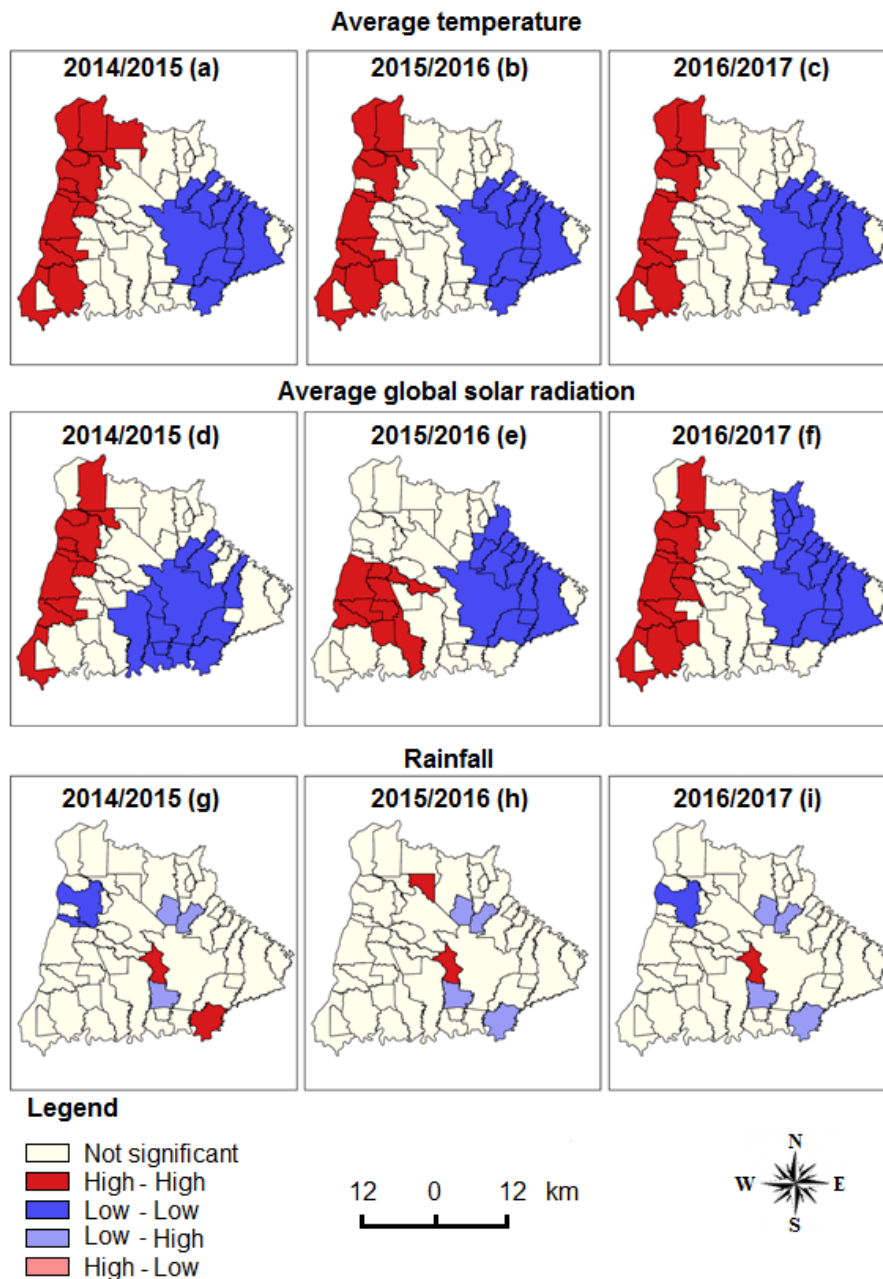 Average temperature
2014/2015 (a) 2015/2016 (b) 2016/2017 (c)
Average global solar radiation
2014/2015 (d) 2015/2016 (e) 2016/2017 (f)
Rainfall
2014/2015 (g) 2015/2016 (h) 2016/2017 (i)
Legend
Not significant
High - High
Low - Low
Low - High
High - Low
12 0 12 km
N
W E
S